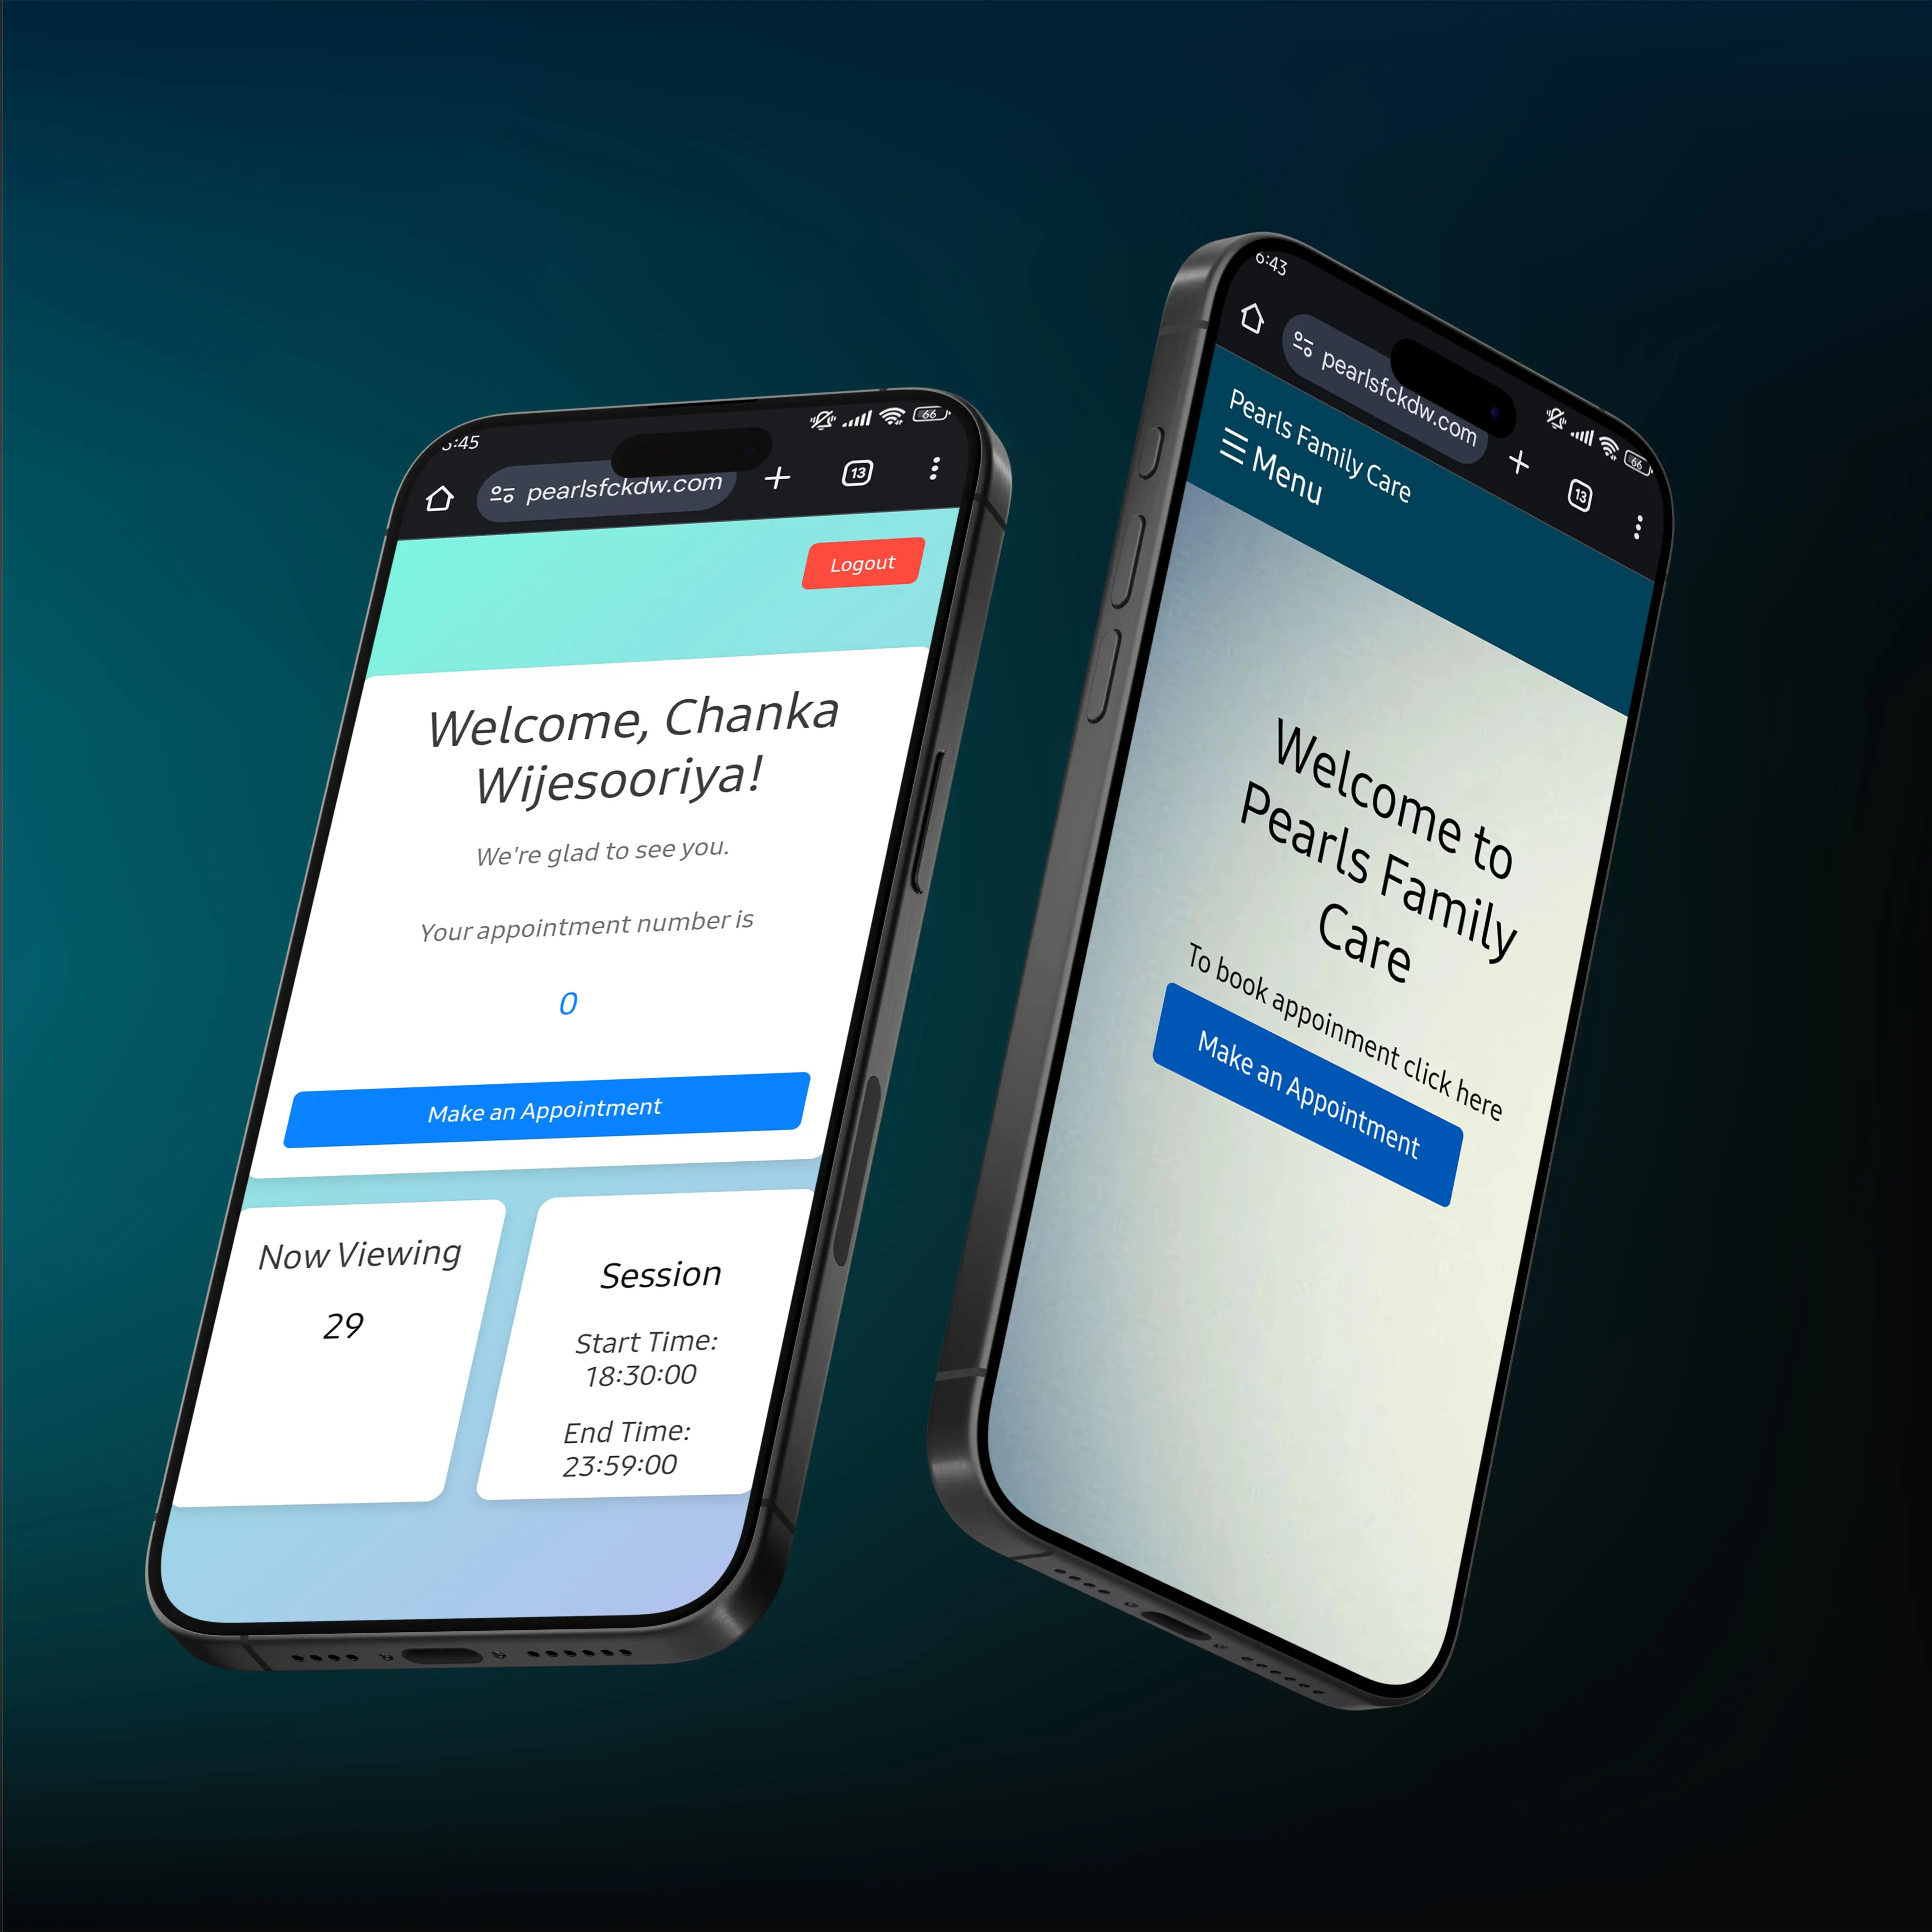 :45
66
pearlsfckdw.com
13
Logout
Welcome, Chanka
Wijesooriya!
We're glad to see you.
Your appointment number is
0
Make an Appointment
Now Viewing
29
Session
Start Time:
18:30:00
End Time:
23:59:00
6:43
66
pearlsfckdw.com
13
Pearls Family Care
Menu
Welcome to
Pearls Family
Care
To book appoinment click here
Make an Appointment